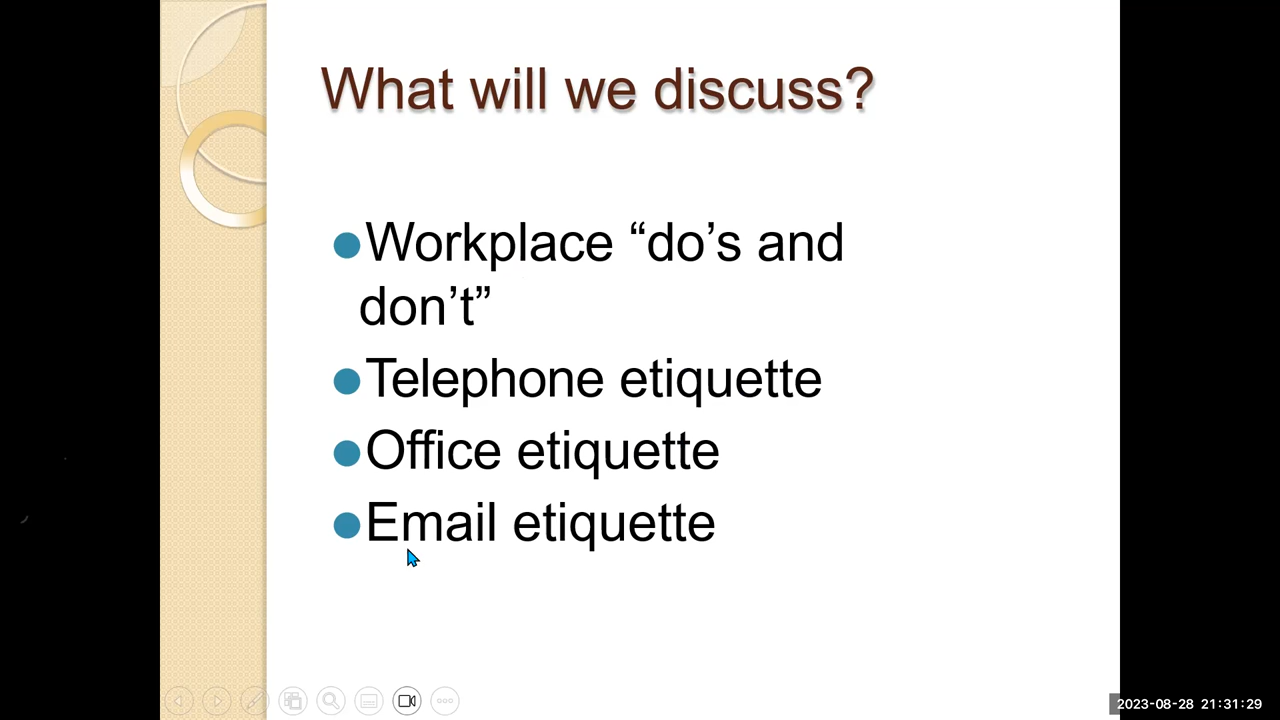 What will we discuss?
Workplace “do’s and
don’t”
Telephone etiquette
Office etiquette
Email etiquette
2023-08-28 21:31:29